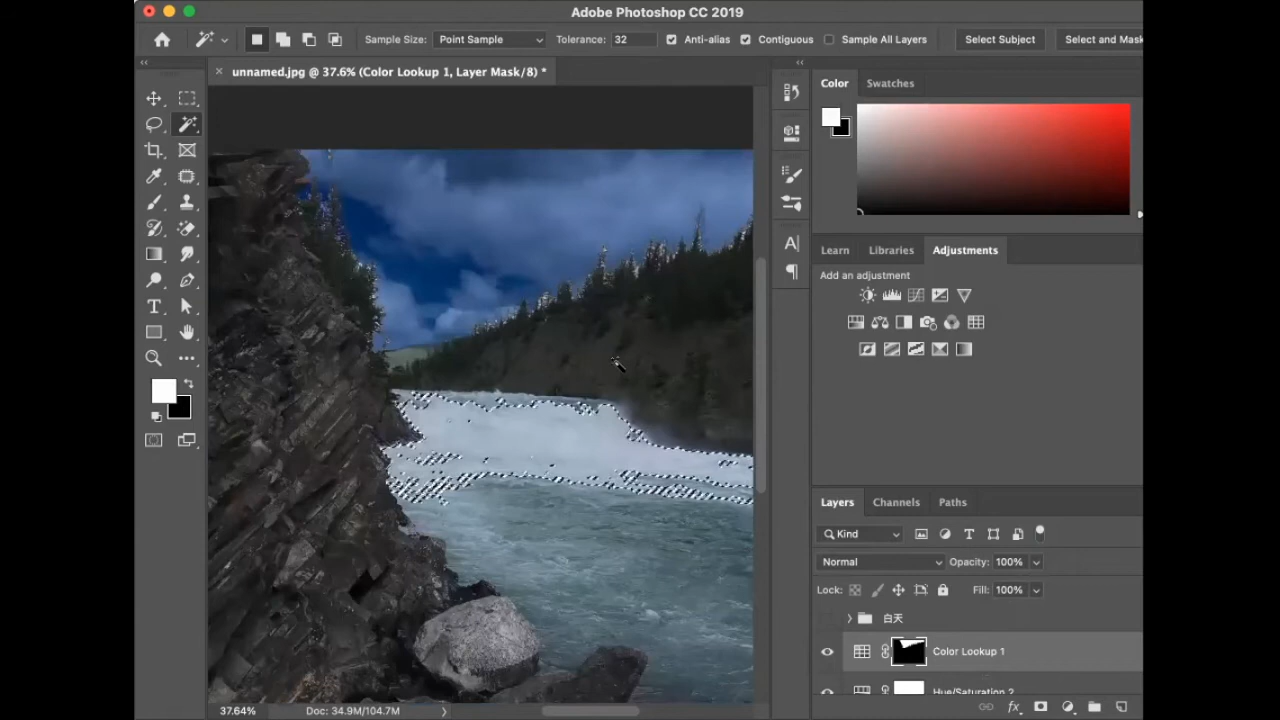 Adobe Photoshop CC 2019
Sample Size: Point Sample Tolerance: 32 Anti-alias Contiguous Sample All Layers Select Subject Select and Mask
unnamed.jpg @ 37.6% (Color Lookup 1, Layer Mask/8) *
Color Swatches
Learn Libraries Adjustments
Add an adjustment
Layers Channels Paths
Kind
Normal Opacity: 100%
Lock: Fill: 100%
白天
Color Lookup 1
Hue/Saturation 2
37.64% Doc: 34.9M/104.7M